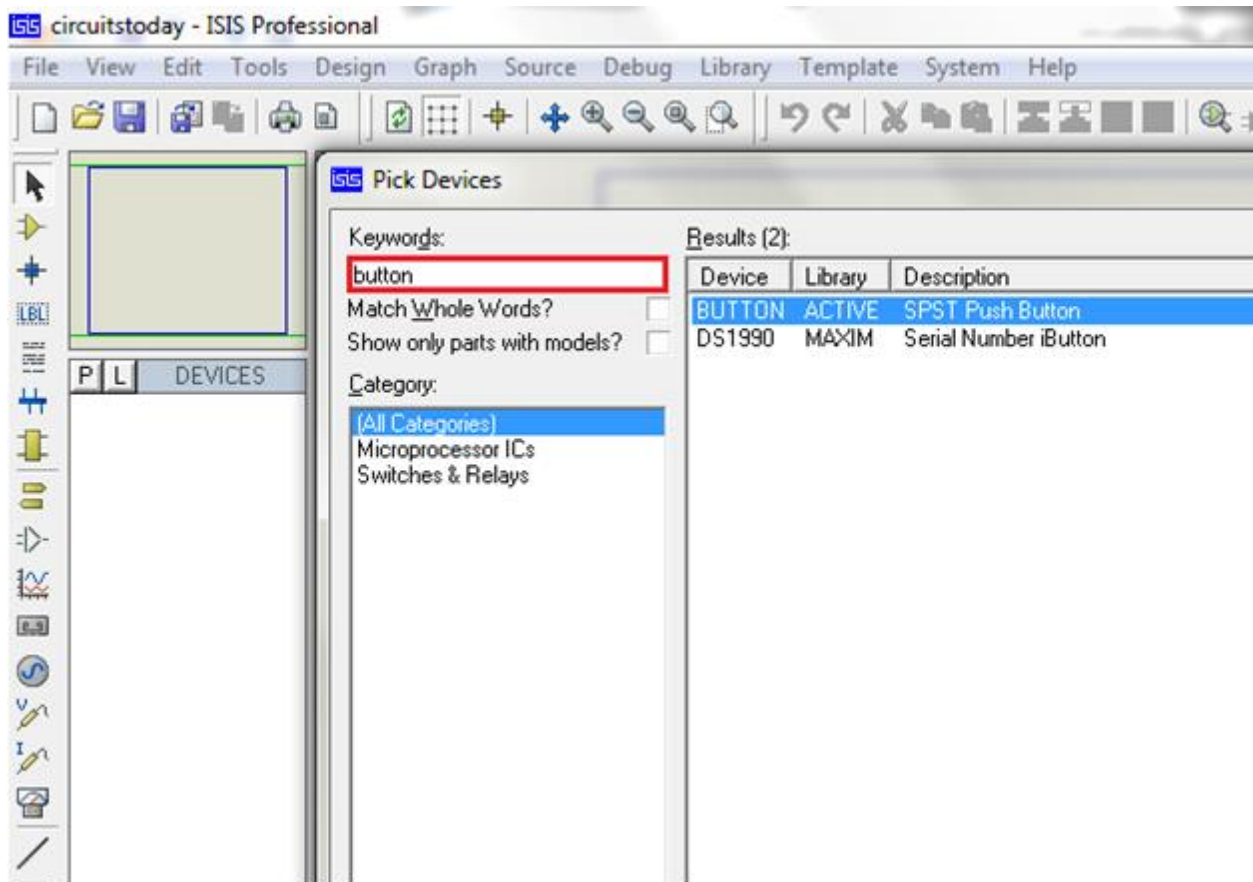 isis circuitstoday - ISIS Professional
File View Edit Tools Design Graph Source Debug Library Template System Help
isis Pick Devices
LBL
P L DEVICES
Keywords:
button
Match Whole Words?
Show only parts with models?
Category:
(All Categories)
Microprocessor ICs
Switches & Relays
Results (2):
Device Library Description
BUTTON ACTIVE SPST Push Button
DS1990 MAXIM Serial Number iButton
V
I